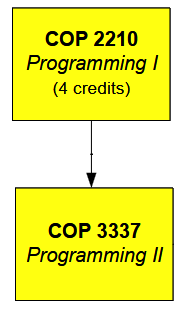 COP 2210
Programming I
(4 credits)
COP 3337
Programming II